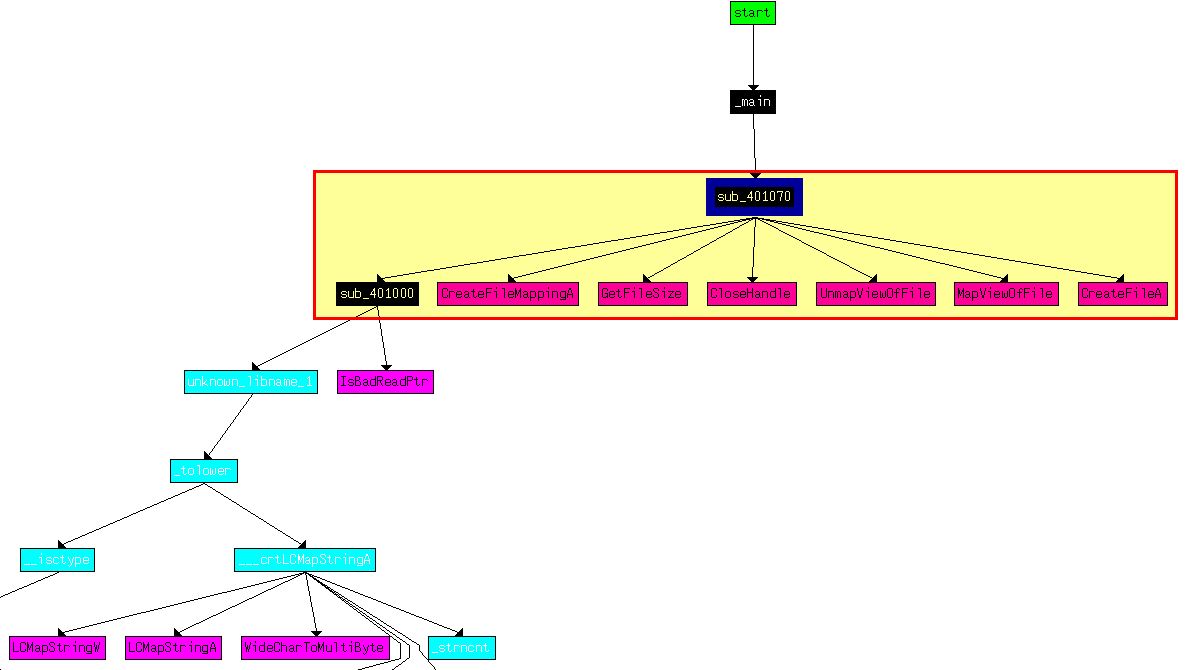 start
_main
sub_401070
sub_401000
CreateFileMappingA
GetFileSize
CloseHandle
UnmapViewOfFile
MapViewOfFile
CreateFileA
unknown_libname_1
IsBadReadPtr
_tolower
__isctype
___crtLCMapStringA
LCMapStringW
LCMapStringA
WideCharToMultiByte
_strncnt